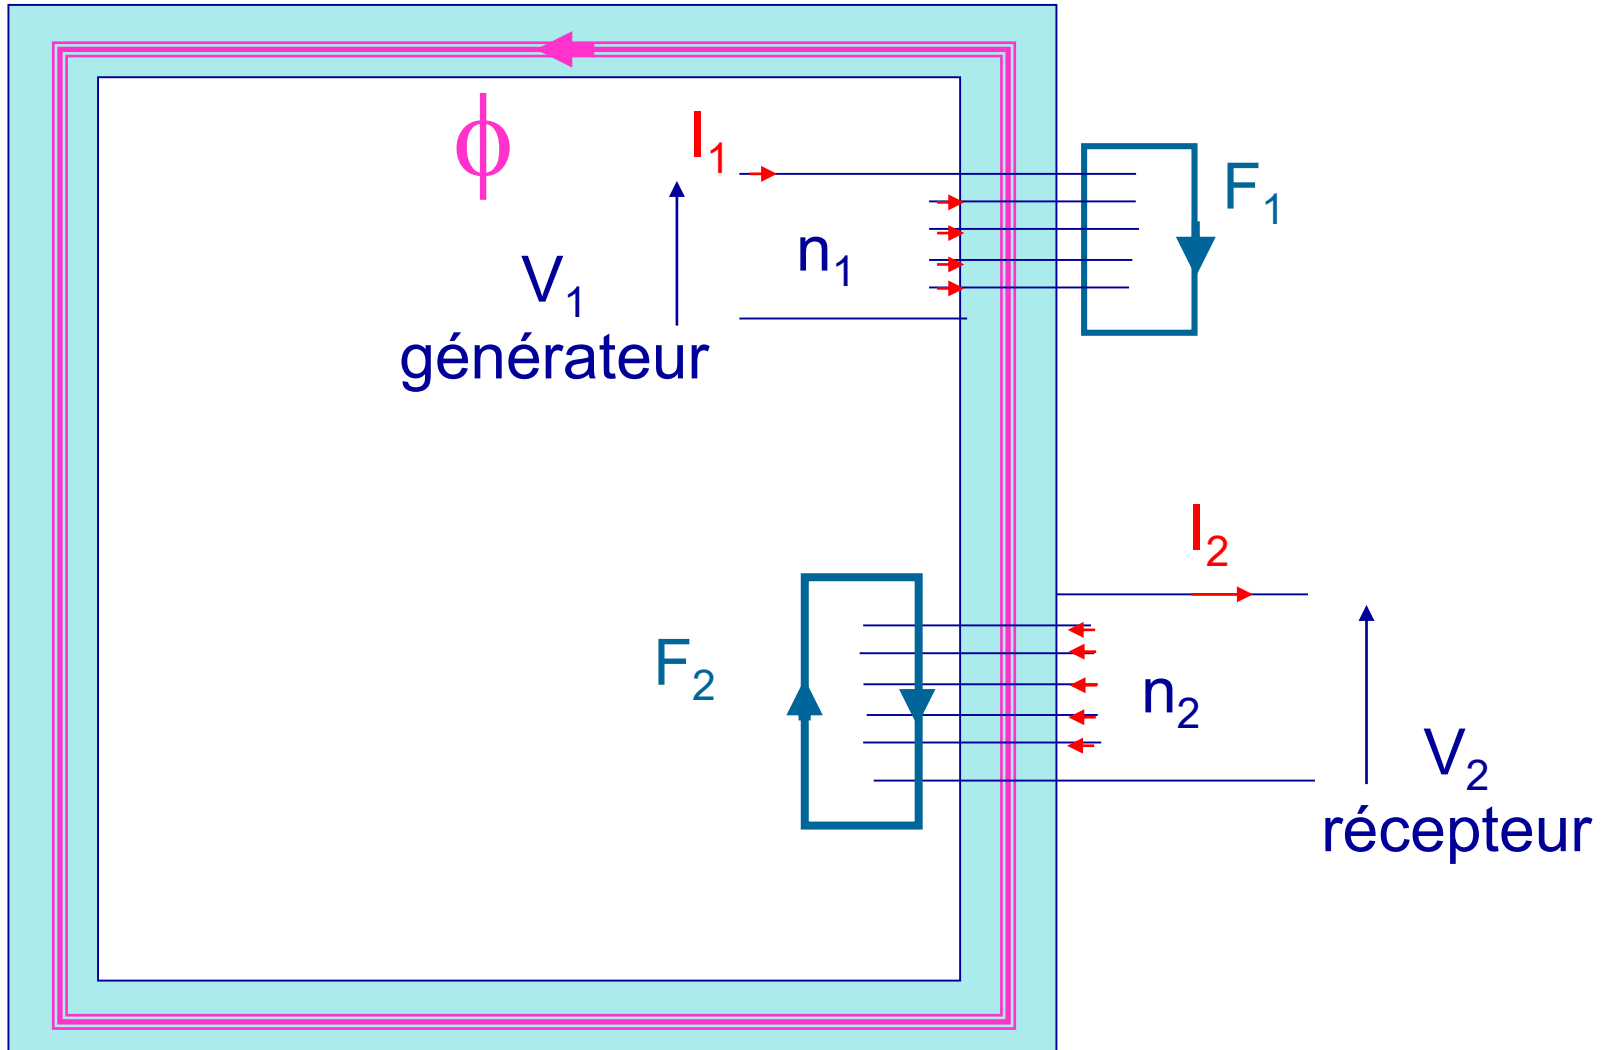 ϕ
I₁
F₁
n₁
V₁
générateur
I₂
F₂
n₂
V₂
récepteur